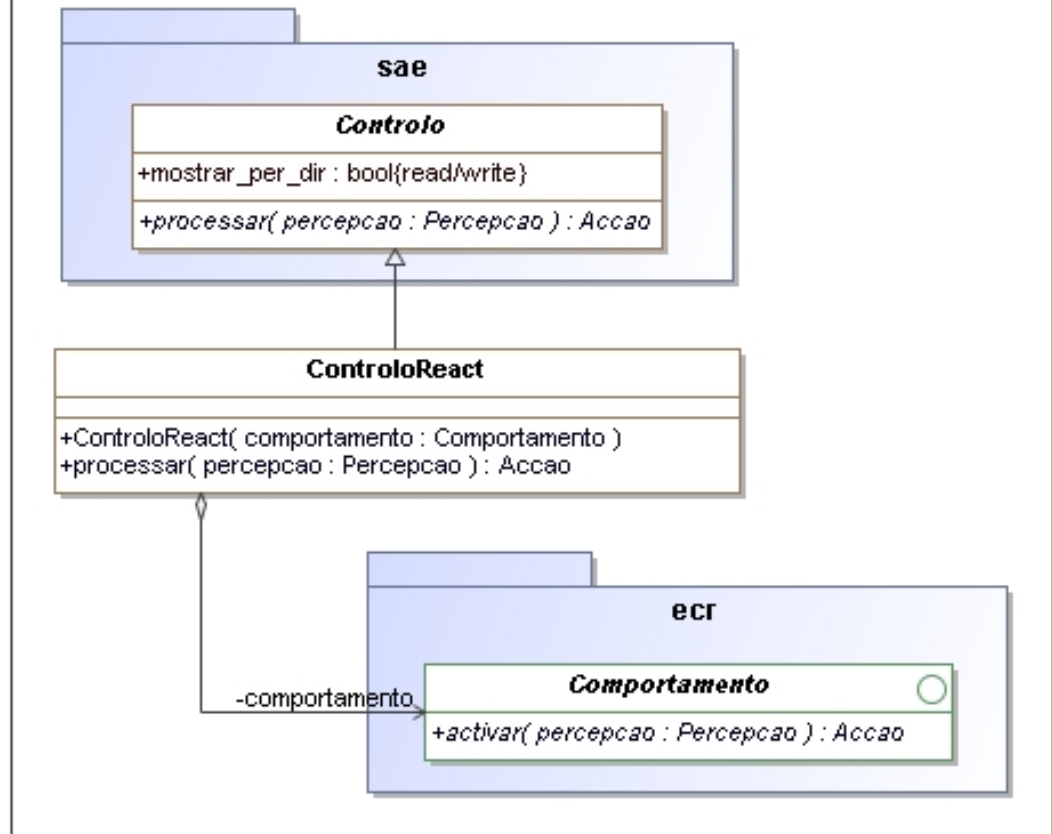 sae
Controlo
+mostrar_per_dir : bool{read/write}
+processar( percepcao : Percepcao ) : Accao
ControloReact
+ControloReact( comportamento : Comportamento )
+processar( percepcao : Percepcao ) : Accao
ecr
Comportamento
-comportamento
+activar( percepcao : Percepcao ) : Accao